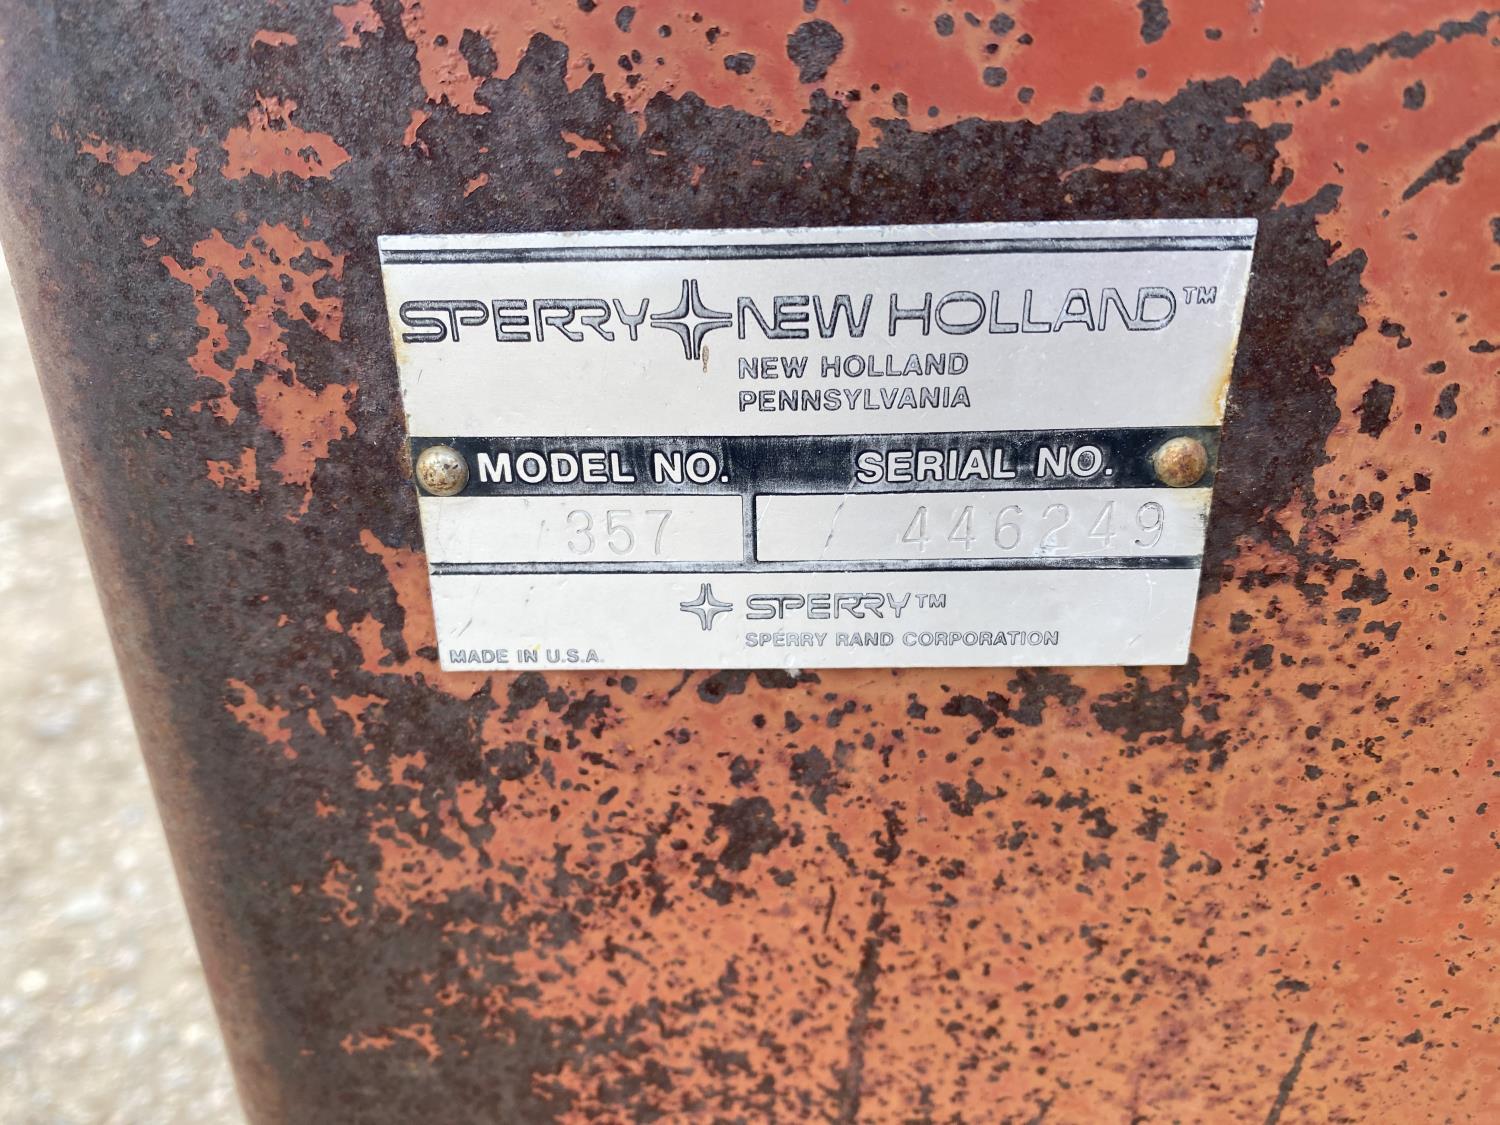 SPERRY NEW HOLLAND™
NEW HOLLAND
PENNSYLVANIA
MODEL NO. SERIAL NO.
357 446249
SPERRY™
SPERRY RAND CORPORATION
MADE IN U.S.A.